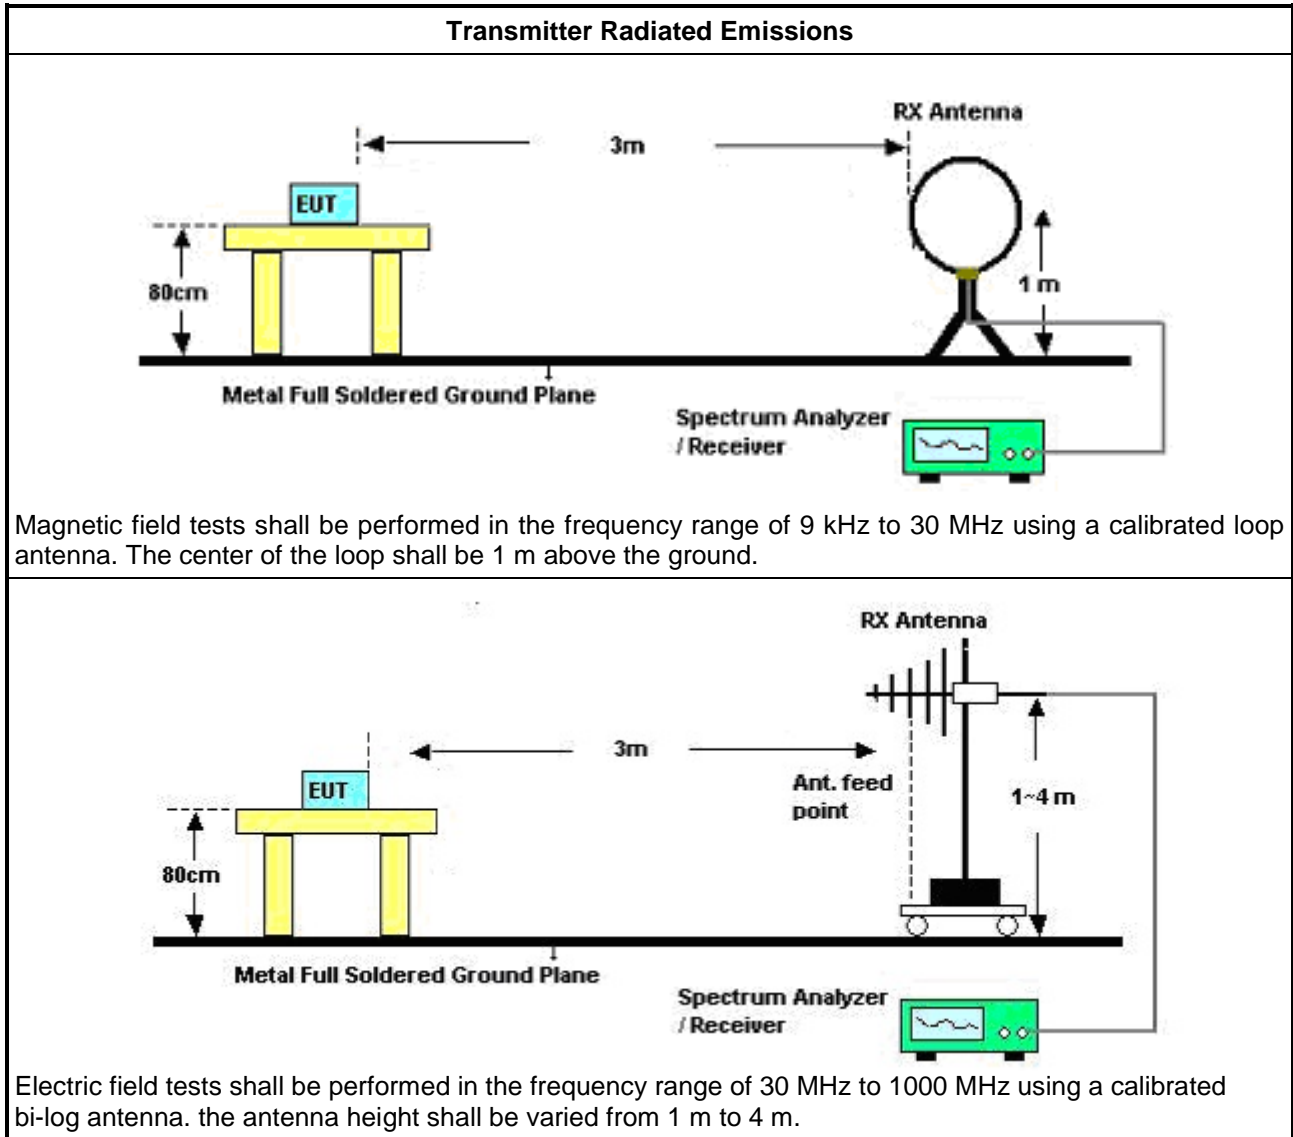 Transmitter Radiated Emissions
RX Antenna
3m
EUT
80cm
1 m
Metal Full Soldered Ground Plane
Spectrum Analyzer
/ Receiver
Magnetic field tests shall be performed in the frequency range of 9 kHz to 30 MHz using a calibrated loop
antenna. The center of the loop shall be 1 m above the ground.
RX Antenna
3m
EUT
Ant. feed
point
1~4 m
80cm
Metal Full Soldered Ground Plane
Spectrum Analyzer
/ Receiver
Electric field tests shall be performed in the frequency range of 30 MHz to 1000 MHz using a calibrated
bi-log antenna. the antenna height shall be varied from 1 m to 4 m.